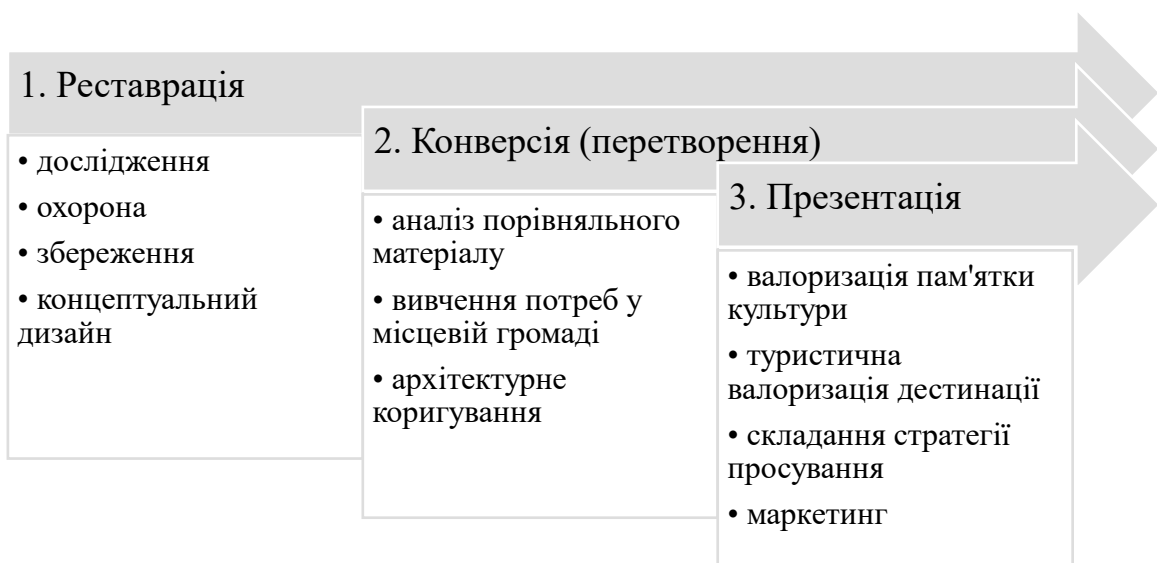 1. Реставрація
• дослідження
• охорона
• збереження
• концептуальний
дизайн
2. Конверсія (перетворення)
• аналіз порівняльного
матеріалу
• вивчення потреб у
місцевій громаді
• архітектурне
коригування
3. Презентація
• валоризація пам'ятки
культури
• туристична
валоризація дестинації
• складання стратегії
просування
• маркетинг